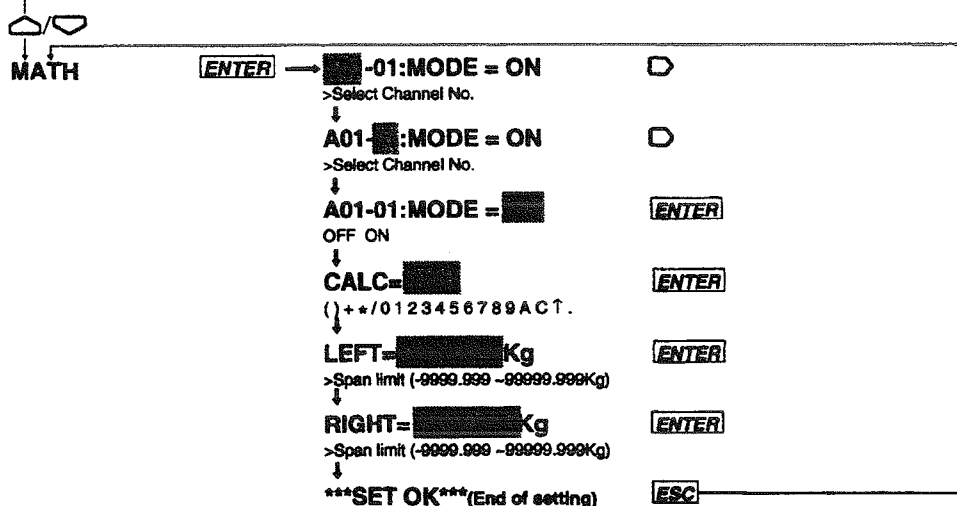 MATH
ENTER
-01:MODE = ON
>Select Channel No.
A01- :MODE = ON
>Select Channel No.
A01-01:MODE =
ENTER
OFF ON
CALC=
ENTER
()+*/0123456789AC↑.
LEFT= Kg
ENTER
>Span limit (-9999.999 ~99999.999Kg)
RIGHT= Kg
ENTER
>Span limit (-9999.999 ~99999.999Kg)
***SET OK***(End of setting)
ESC